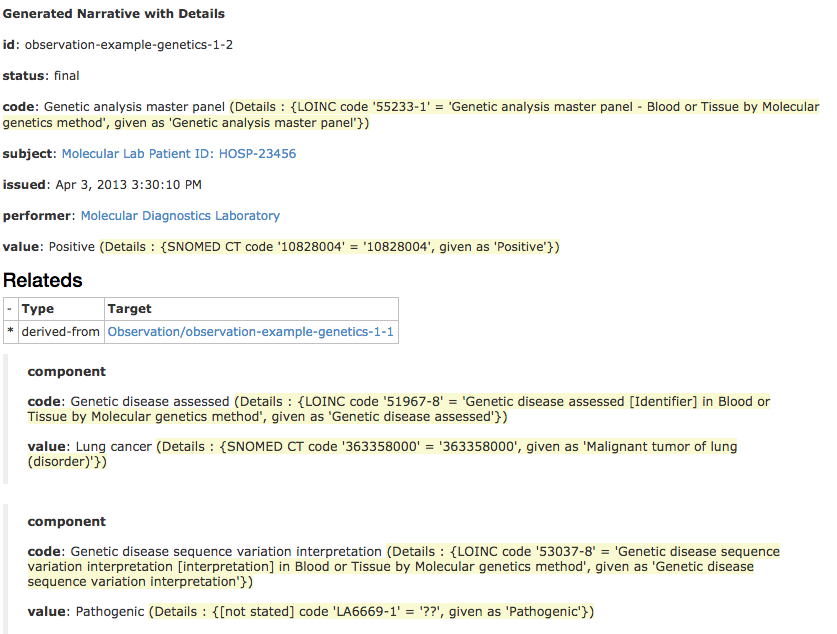 Generated Narrative with Details
id: observation-example-genetics-1-2
status: final
code: Genetic analysis master panel (Details : {LOINC code '55233-1' = 'Genetic analysis master panel - Blood or Tissue by Molecular
genetics method', given as 'Genetic analysis master panel'})
subject: Molecular Lab Patient ID: HOSP-23456
issued: Apr 3, 2013 3:30:10 PM
performer: Molecular Diagnostics Laboratory
value: Positive (Details : {SNOMED CT code '10828004' = '10828004', given as 'Positive'})
Relateds
- Type Target
* derived-from Observation/observation-example-genetics-1-1
component
code: Genetic disease assessed (Details : {LOINC code '51967-8' = 'Genetic disease assessed [Identifier] in Blood or
Tissue by Molecular genetics method', given as 'Genetic disease assessed'})
value: Lung cancer (Details : {SNOMED CT code '363358000' = '363358000', given as 'Malignant tumor of lung
(disorder)'})
component
code: Genetic disease sequence variation interpretation (Details : {LOINC code '53037-8' = 'Genetic disease sequence
variation interpretation [interpretation] in Blood or Tissue by Molecular genetics method', given as 'Genetic disease
sequence variation interpretation'})
value: Pathogenic (Details : {[not stated] code 'LA6669-1' = '??', given as 'Pathogenic'})